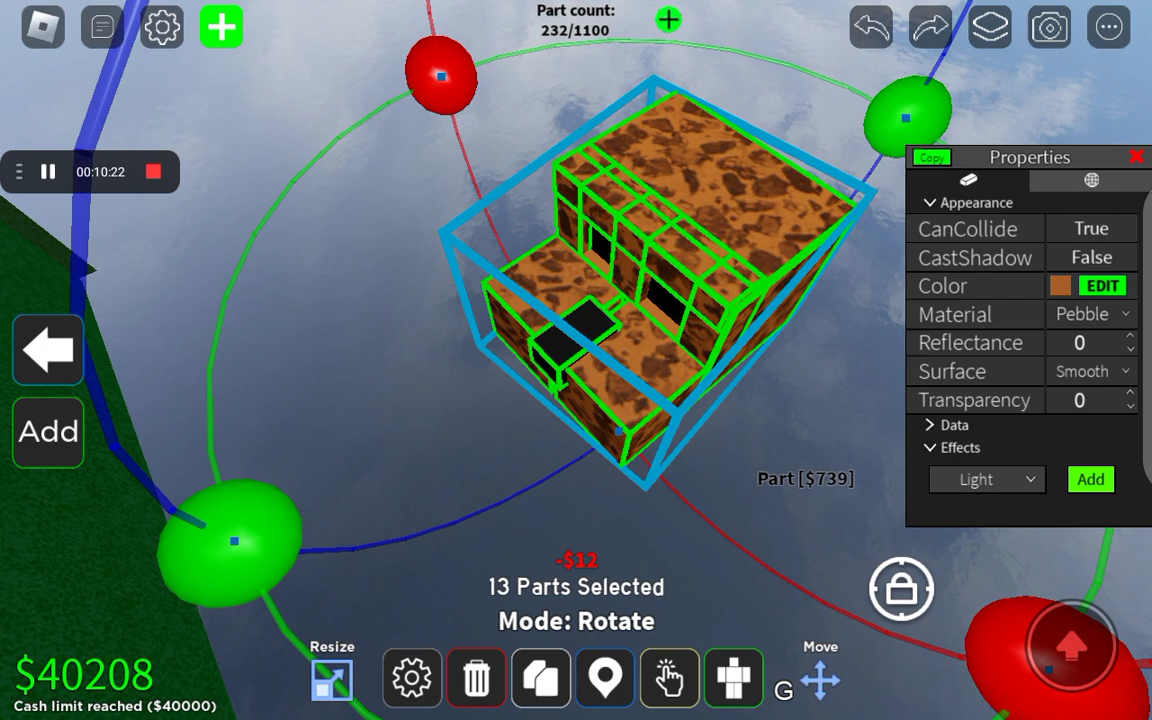 Part count:
232/1100
00:10:22
Copy
Properties
Appearance
CanCollide True
CastShadow False
Color EDIT
Material Pebble
Reflectance 0
Surface Smooth
Transparency 0
Data
Effects
Light Add
Add
Part [$739]
-$12
13 Parts Selected
Mode: Rotate
Resize
Move
G
$40208
Cash limit reached ($40000)